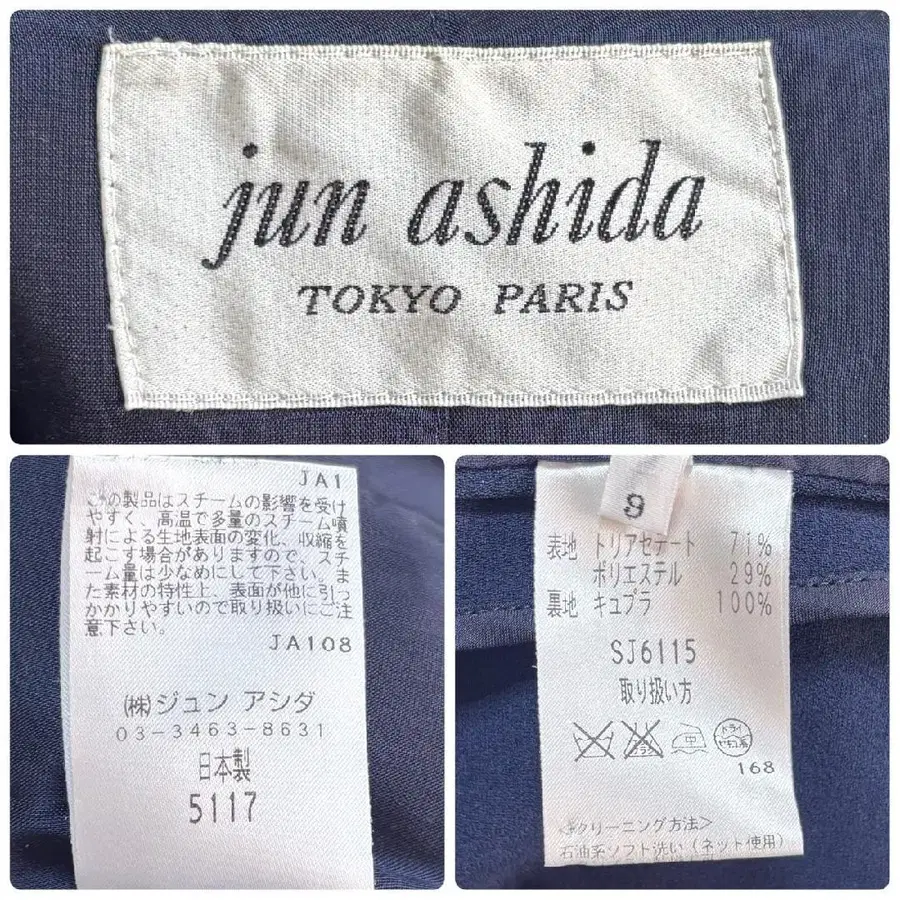 jun ashida
TOKYO PARIS
JA1
この製品はスチームの影響を受け
やすく、高温で多量のスチーム噴
射による生地表面の変化、収縮を
起こす場合がありますので、スチ
ーム量は少なめにして下さい。ま
た素材の特性上、表面が他に引っ
かかりやすいので取り扱いにご注
意下さい。
JA108
(株)ジュン アシダ
03-3463-8631
日本製
5117
9
表地 トリアセテート 71%
ポリエステル 29%
裏地 キュプラ 100%
SJ6115
取り扱い方
中
ドライ
168
<クリーニング方法>
石油系ソフト洗い(ネット使用)